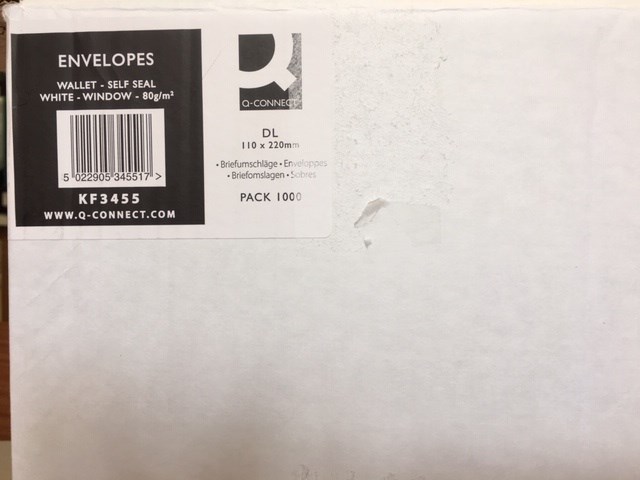 ENVELOPES
WALLET - SELF SEAL
WHITE - WINDOW - 80g/m²
5 022905 345517 >
KF3455
WWW.Q-CONNECT.COM
Q-CONNECT
DL
110 x 220mm
• Briefumschläge • Enveloppes
• Briefomslagen • Sobres
PACK 1000